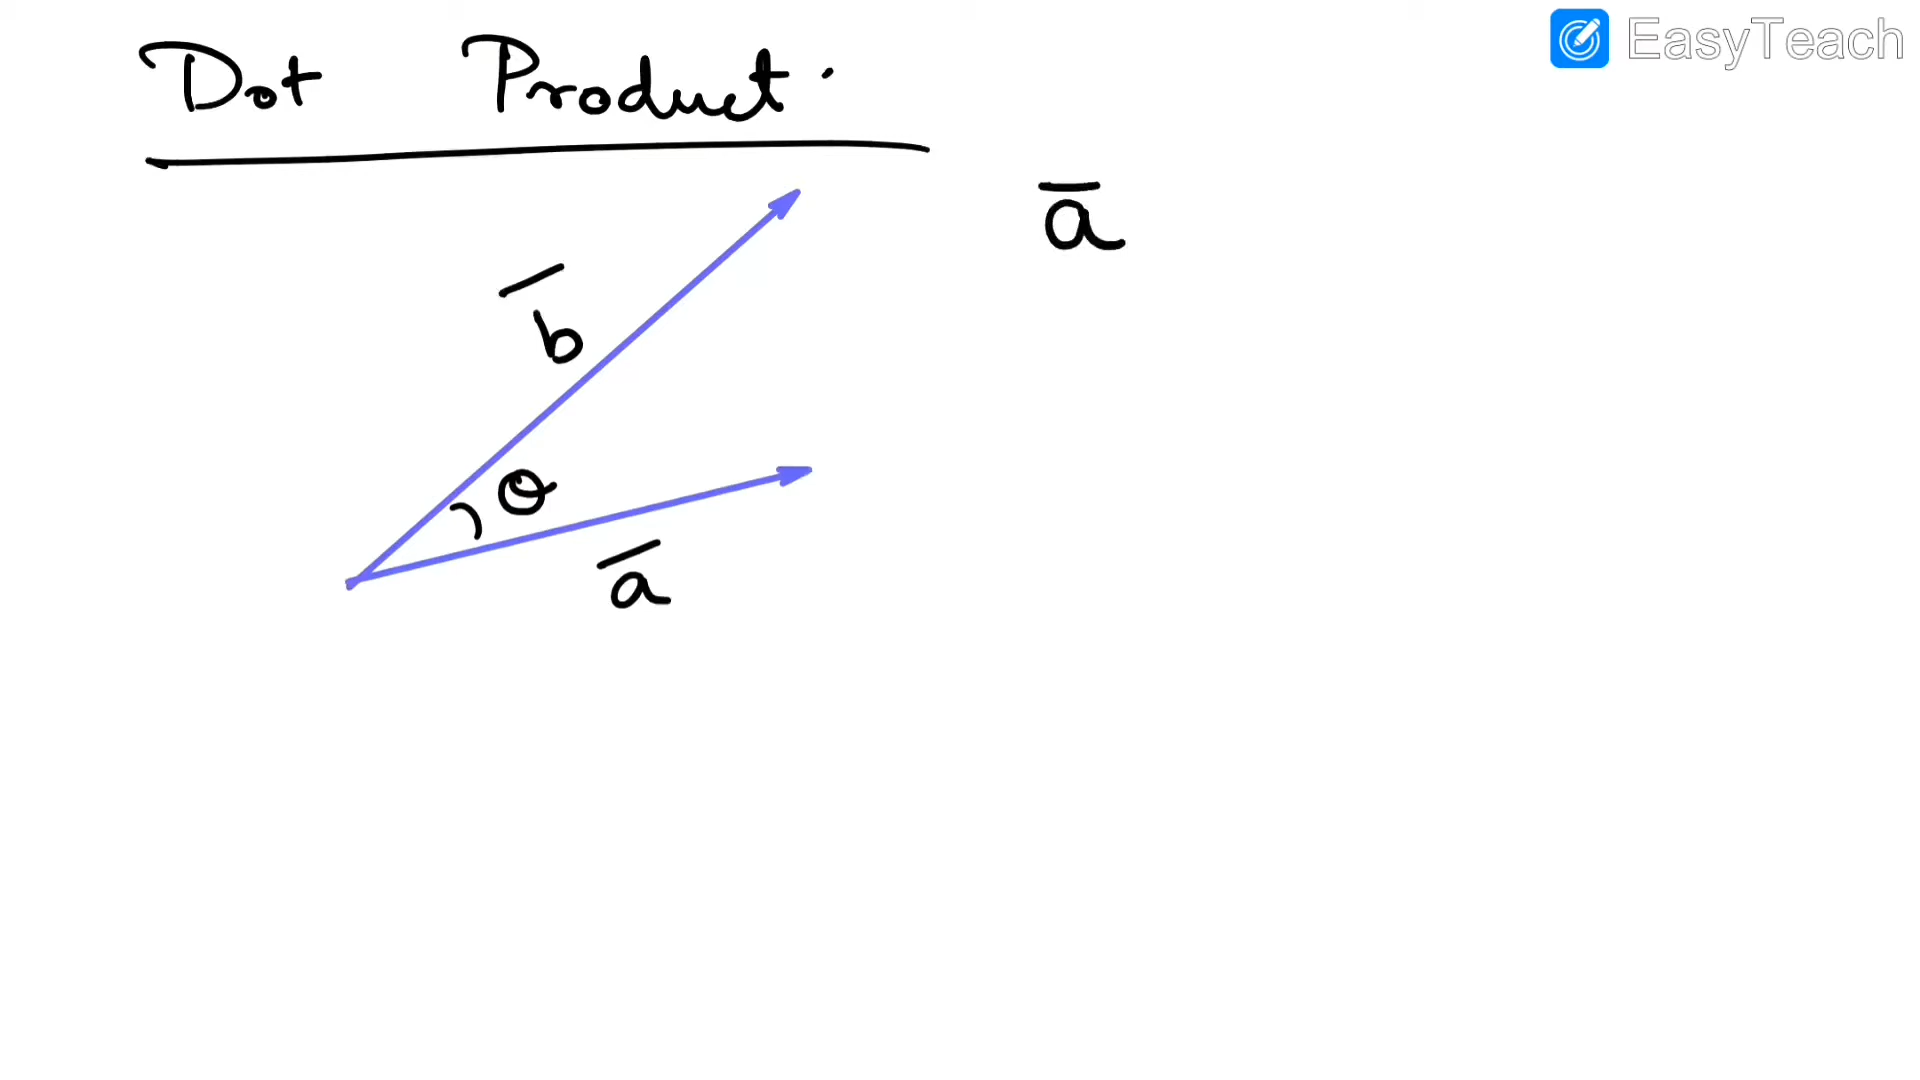 EasyTeach
Dot Product.
a̅
b̅
θ
a̅